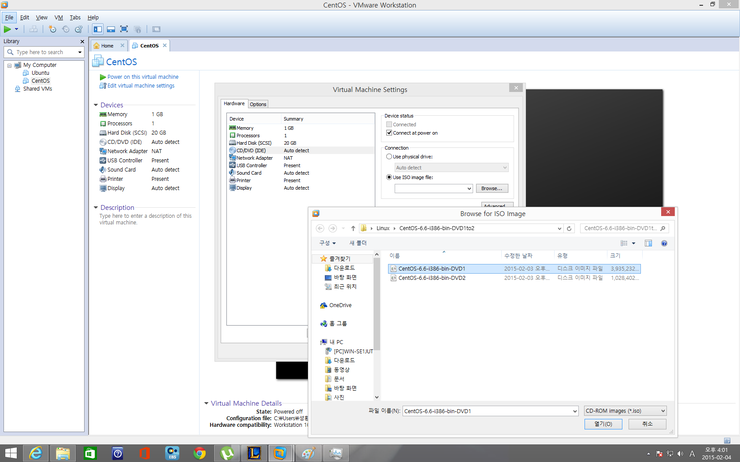 CentOS - VMware Workstation
File Edit View VM Tabs Help
Library
Type here to search
My Computer
Ubuntu
CentOS
Shared VMs
Home
CentOS
CentOS
Power on this virtual machine
Edit virtual machine settings
Devices
Memory 1 GB
Processors 1
Hard Disk (SCSI) 20 GB
CD/DVD (IDE) Auto detect
Network Adapter NAT
USB Controller Present
Sound Card Auto detect
Printer Present
Display Auto detect
Description
Type here to enter a description of this
virtual machine.
Virtual Machine Settings
Hardware Options
Device Summary
Memory 1 GB
Processors 1
Hard Disk (SCSI) 20 GB
CD/DVD (IDE) Auto detect
Network Adapter NAT
USB Controller Present
Sound Card Auto detect
Printer Present
Display Auto detect
Device status
Connected
Connect at power on
Connection
Use physical drive:
Auto detect
Use ISO image file:
Browse...
Advanced...
Browse for ISO Image
Linux CentOS-6.6-i386-bin-DVD1to2
CentOS-6.6-i386-bin-DVD1t...
구성 새 폴더
이름 수정한 날짜 유형 크기
CentOS-6.6-i386-bin-DVD1 2015-02-03 오후... 디스크 이미지 파일 3,935,232...
CentOS-6.6-i386-bin-DVD2 2015-02-03 오후... 디스크 이미지 파일 1,028,402...
즐겨찾기
다운로드
바탕 화면
최근 위치
OneDrive
홈 그룹
내 PC
[PC]WIN-SE1:UT
다운로드
동영상
문서
바탕 화면
사진
파일 이름(N): CentOS-6.6-i386-bin-DVD1
CD-ROM images (*.iso)
열기(O) 취소
Virtual Machine Details
State: Powered off
Configuration file: C:\Users\성환
Hardware compatibility: Workstation 10
A
오후 4:01
2015-02-04